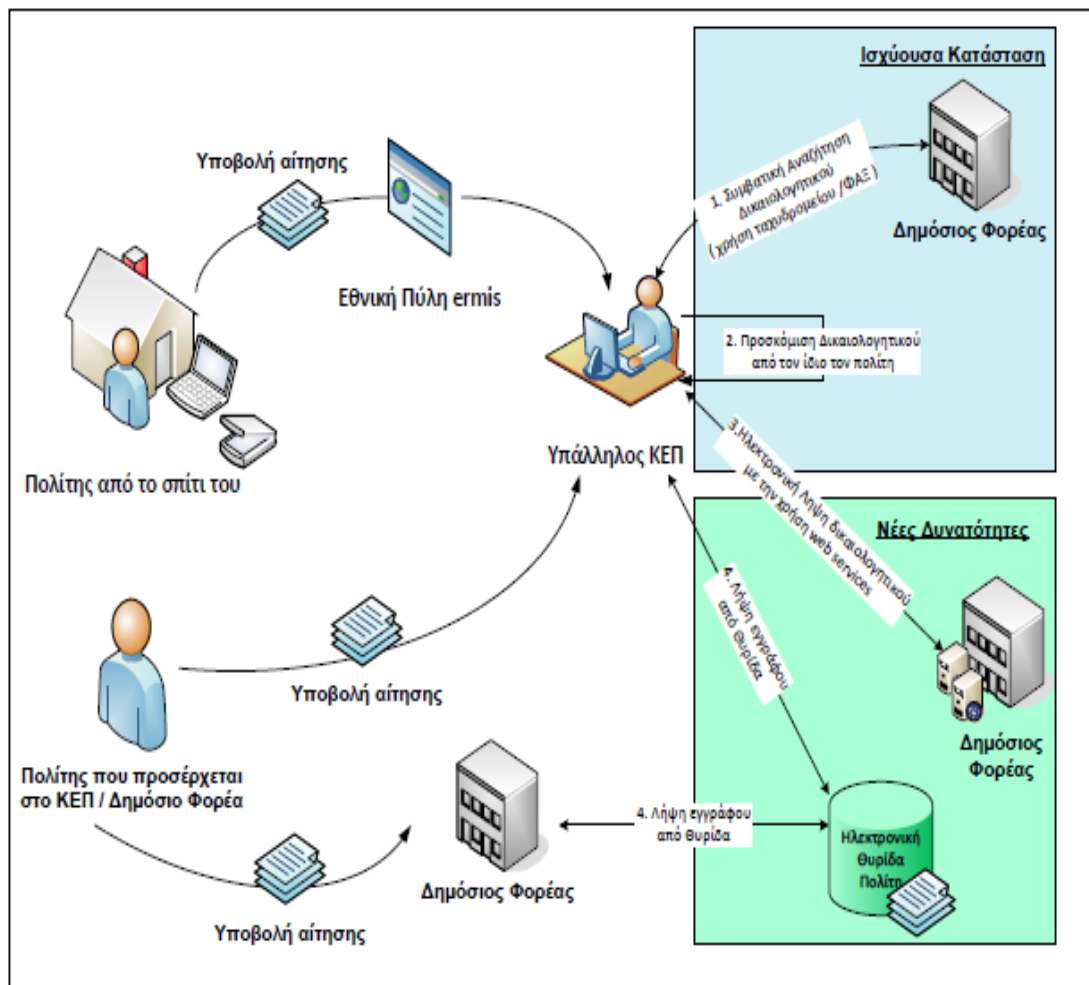 Ισχύουσα Κατάσταση
Υποβολή αίτησης
1. Συμβατική Αναζήτηση
Δικαιολογητικού
(χρήση ταχυδρομείου /ΦΑΞ)
Δημόσιος Φορέας
Εθνική Πύλη ermis
2. Προσκόμιση Δικαιολογητικού
από τον ίδιο τον πολίτη
Υπάλληλος ΚΕΠ
Πολίτης από το σπίτι του
3.Ηλεκτρονική Λήψη δικαιολογητικού
με την χρήση web services
Νέες Δυνατότητες
4. Λήψη εγγράφου
από Θυρίδα
Υποβολή αίτησης
Δημόσιος
Φορέας
Πολίτης που προσέρχεται
στο ΚΕΠ / Δημόσιο Φορέα
4. Λήψη εγγράφου
από Θυρίδα
Ηλεκτρονική
Θυρίδα
Πολίτη
Δημόσιος Φορέας
Υποβολή αίτησης